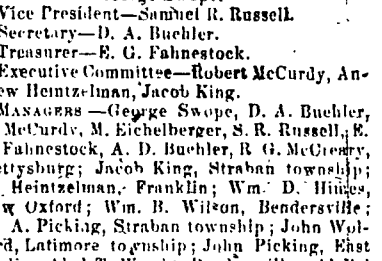 Vice President—Samuel R. Russell.
Secretary—D. A. Buehler.
Treasurer—E. G. Fahnestock.
Executive Committee—Robert McCurdy, An-
ew Heintzelman, Jacob King.
MANAGERS—George Swope, D. A. Buehler,
McCurdy, M. Eichelberger, S. R. Russell, E.
Fahnestock, A. D. Buehler, R. G. McCreary,
ettysburg; Jacob King, Straban township;
Heintzelman, Franklin; Wm. D. Himes,
w Oxford; Wm. B. Wilson, Bendersville;
A. Picking, Straban township; John Wol-
d, Latimore township; John Picking, East